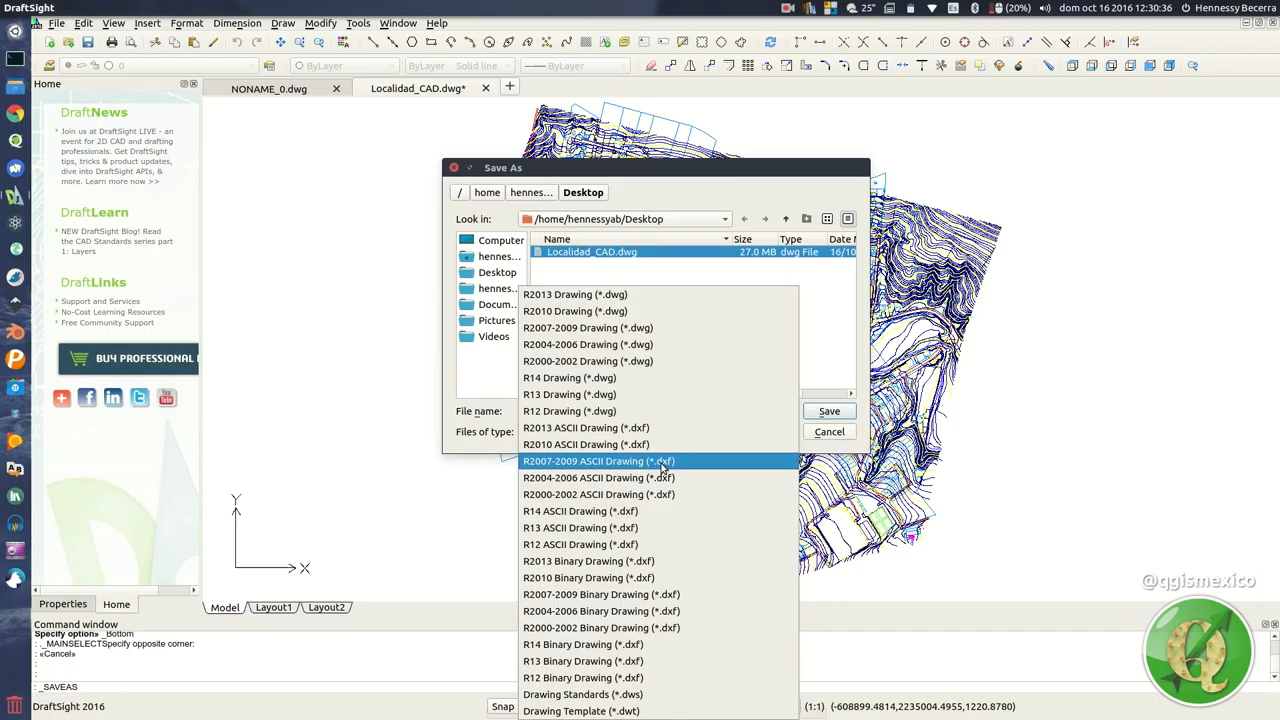 DraftSight
25°
Es
(20%)
dom oct 16 2016 12:30:36
Hennessy Becerra
File Edit View Insert Format Dimension Draw Modify Tools Window Help
0
ByLayer
ByLayer Solid line
ByLayer
Home
NONAME_0.dwg
Localidad_CAD.dwg*
DraftNews
Join us at DraftSight LIVE - an
event for 2D CAD and drafting
professionals. Get DraftSight
tips, tricks & product updates,
dive into DraftSight APIs, &
more. Learn more now >>
DraftLearn
NEW DraftSight Blog! Read
the CAD Standards series part
1: Layers
DraftLinks
Support and Services
No-Cost Learning Resources
Free Community Support
BUY PROFESSIONAL
You
Tube
Save As
/ home hennes... Desktop
Look in: /home/hennessyab/Desktop
Computer
hennes...
Desktop
hennes...
Docum...
Pictures
Videos
Name Size Type Date M
Localidad_CAD.dwg 27.0 MB dwg File 16/10
File name:
Files of type:
Save
Cancel
R2013 Drawing (*.dwg)
R2010 Drawing (*.dwg)
R2007-2009 Drawing (*.dwg)
R2004-2006 Drawing (*.dwg)
R2000-2002 Drawing (*.dwg)
R14 Drawing (*.dwg)
R13 Drawing (*.dwg)
R12 Drawing (*.dwg)
R2013 ASCII Drawing (*.dxf)
R2010 ASCII Drawing (*.dxf)
R2007-2009 ASCII Drawing (*.dxf)
R2004-2006 ASCII Drawing (*.dxf)
R2000-2002 ASCII Drawing (*.dxf)
R14 ASCII Drawing (*.dxf)
R13 ASCII Drawing (*.dxf)
R12 ASCII Drawing (*.dxf)
R2013 Binary Drawing (*.dxf)
R2010 Binary Drawing (*.dxf)
R2007-2009 Binary Drawing (*.dxf)
R2004-2006 Binary Drawing (*.dxf)
R2000-2002 Binary Drawing (*.dxf)
R14 Binary Drawing (*.dxf)
R13 Binary Drawing (*.dxf)
R12 Binary Drawing (*.dxf)
Drawing Standards (*.dws)
Drawing Template (*.dwt)
Y
X
@qgismexico
Properties Home
Model Layout1 Layout2
Command window
Specify option» _Bottom
: ._MAINSELECTSpecify opposite corner:
: «Cancel»
:
:
: _SAVEAS
DraftSight 2016
Snap
(1:1) (-608899.4814,2235004.4955,1220.8780)